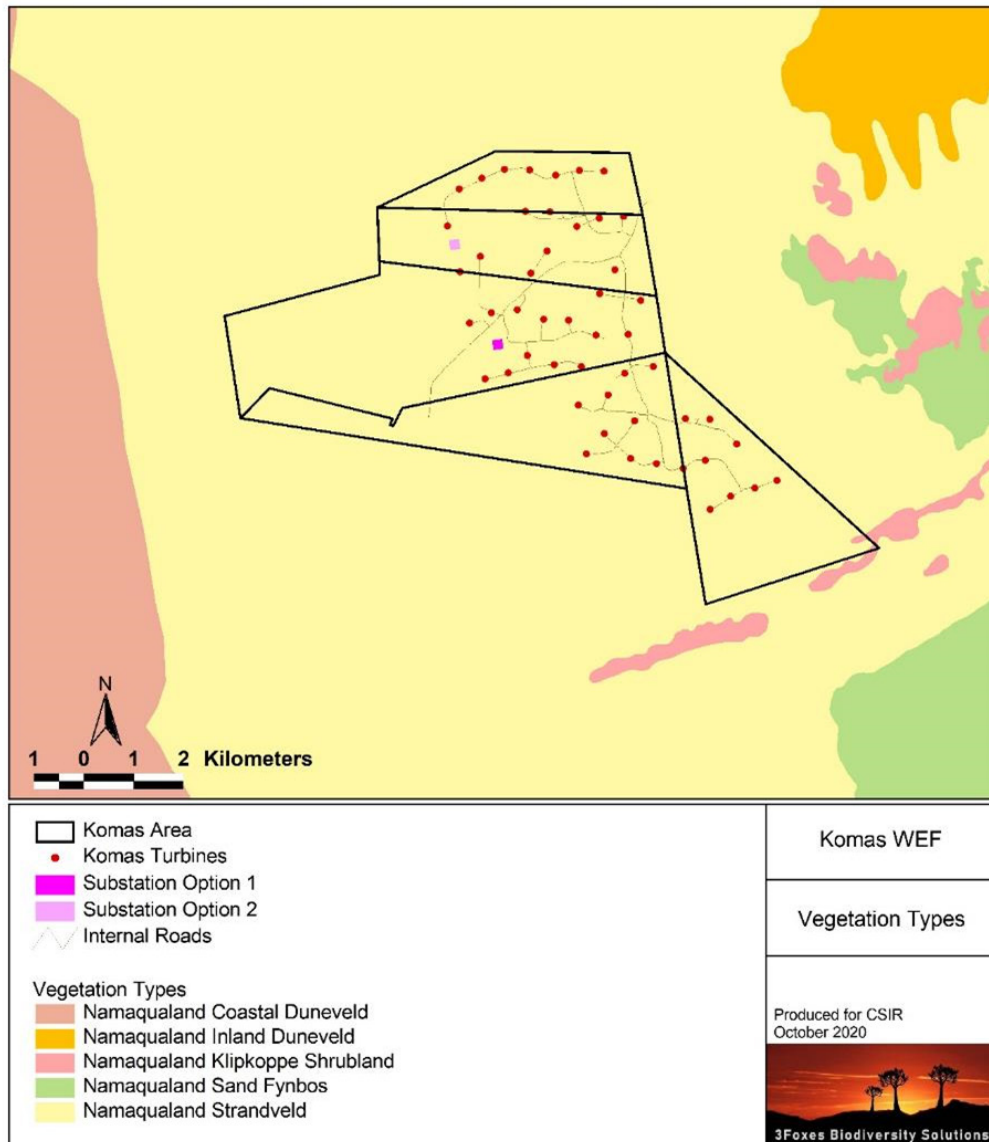 N
1 0 1 2 Kilometers
Komas Area
Komas Turbines
Substation Option 1
Substation Option 2
Internal Roads
Vegetation Types
Namaqualand Coastal Duneveld
Namaqualand Inland Duneveld
Namaqualand Klipkoppe Shrubland
Namaqualand Sand Fynbos
Namaqualand Strandveld
Komas WEF
Vegetation Types
Produced for CSIR
October 2020
3Foxes Biodiversity Solutions